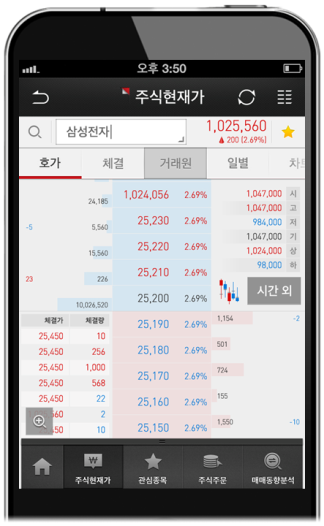 오후 3:50
주식현재가
삼성전자
1,025,560
▲ 200 (2.69%)
호가 체결 거래원 일별
1,024,056 2.69% 1,047,000 시
24,185 1,047,000 고
-5 5,560 25,230 2.69% 984,000 저
15,560 25,220 2.69% 1,047,000 기
1,024,000 상
23 226 25,210 2.69% 98,000 하
10,026,520 25,200 2.69% 시간 외
체결가 체결량 25,190 2.69% 1,154 -2
25,450 10
25,450 256 25,180 2.69% 501
25,450 1,000 25,170 2.69% 724
25,450 568
25,450 22 25,160 2.69% 155
2
10 25,150 2.69% 1,550 -10
주식현재가 관심종목 주식주문 매매동향분석